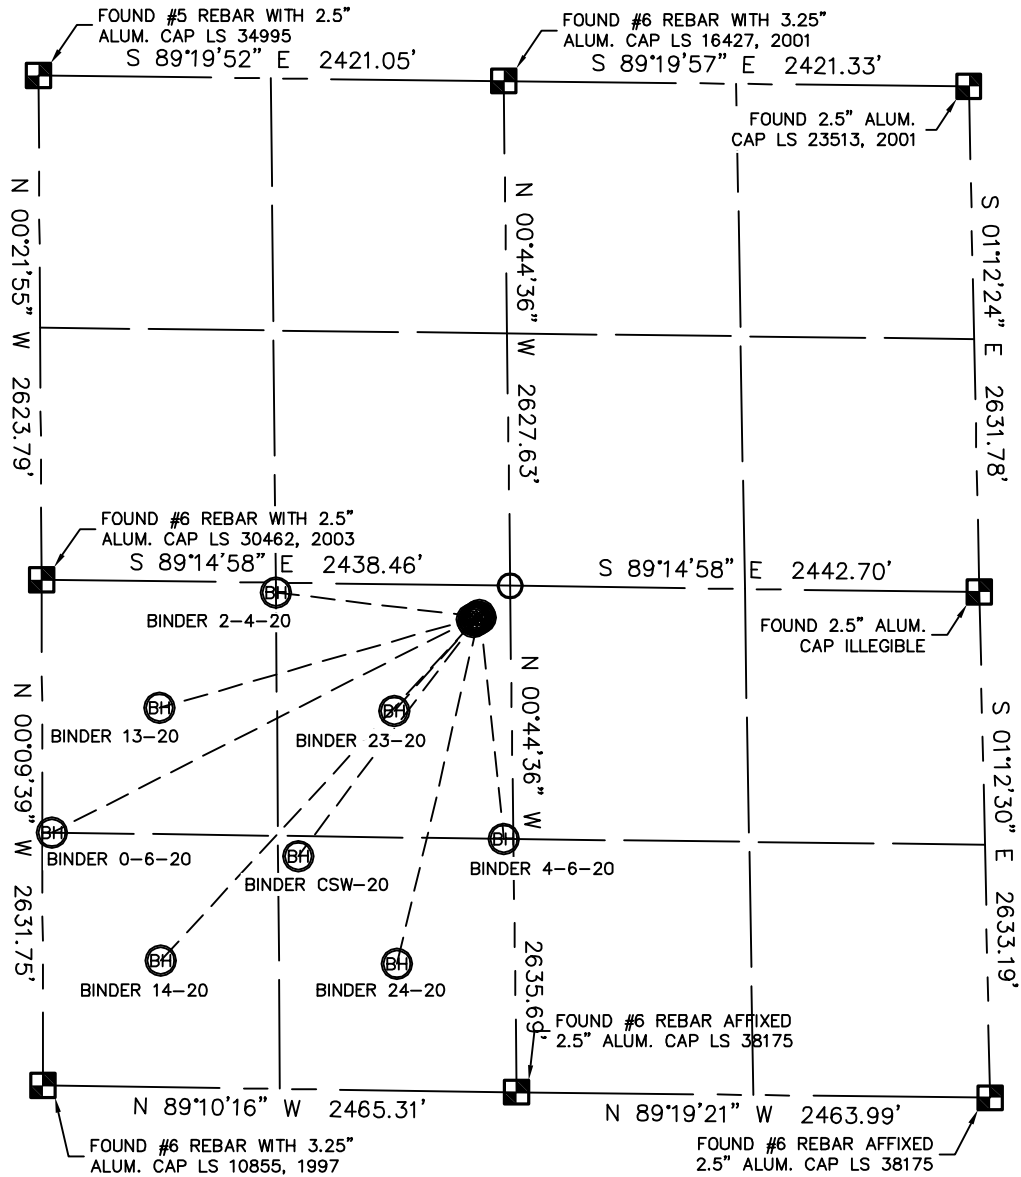 FOUND #5 REBAR WITH 2.5"
ALUM. CAP LS 34995
S 89°19'52" E 2421.05'
FOUND #6 REBAR WITH 3.25"
ALUM. CAP LS 16427, 2001
S 89°19'57" E 2421.33'
FOUND 2.5" ALUM.
CAP LS 23513, 2001
N 00°21'55" W 2623.79'
N 00°44'36" W 2627.63'
S 01°12'24" E 2631.78'
FOUND #6 REBAR WITH 2.5"
ALUM. CAP LS 30462, 2003
S 89°14'58" E 2438.46'
S 89°14'58" E 2442.70'
BH
BINDER 2-4-20
FOUND 2.5" ALUM.
CAP ILLEGIBLE
BH
BINDER 13-20
BH
BINDER 23-20
N 00°09'39" W 2631.75'
N 00°44'36" W 2635.69'
S 01°12'30" E 2633.19'
BH
BINDER 0-6-20
BH
BINDER CSW-20
BH
BINDER 4-6-20
BH
BINDER 14-20
BH
BINDER 24-20
FOUND #6 REBAR AFFIXED
2.5" ALUM. CAP LS 38175
N 89°10'16" W 2465.31'
N 89°19'21" W 2463.99'
FOUND #6 REBAR WITH 3.25"
ALUM. CAP LS 10855, 1997
FOUND #6 REBAR AFFIXED
2.5" ALUM. CAP LS 38175